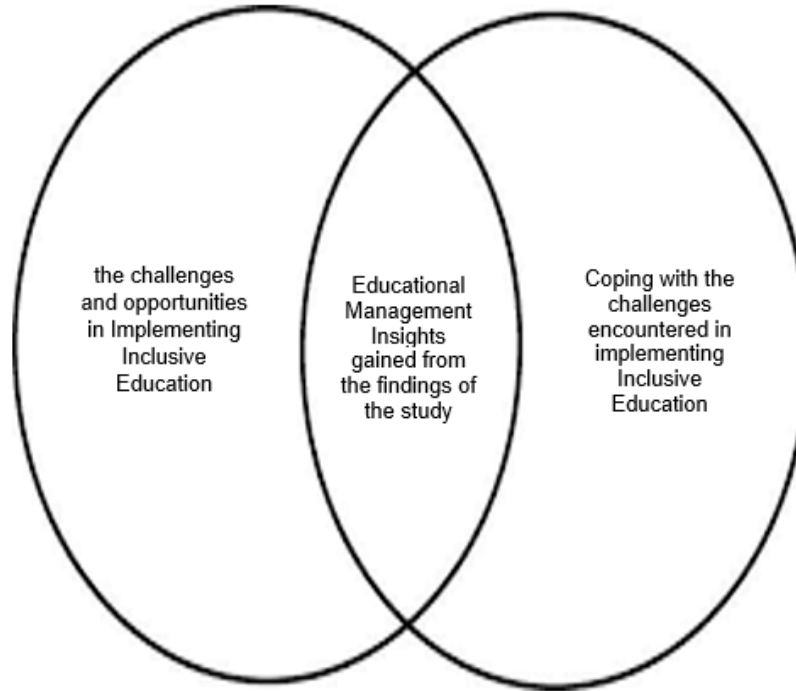 the challenges
and opportunities
in Implementing
Inclusive
Education
Educational
Management
Insights
gained from
the findings of
the study
Coping with the
challenges
encountered in
implementing
Inclusive
Education